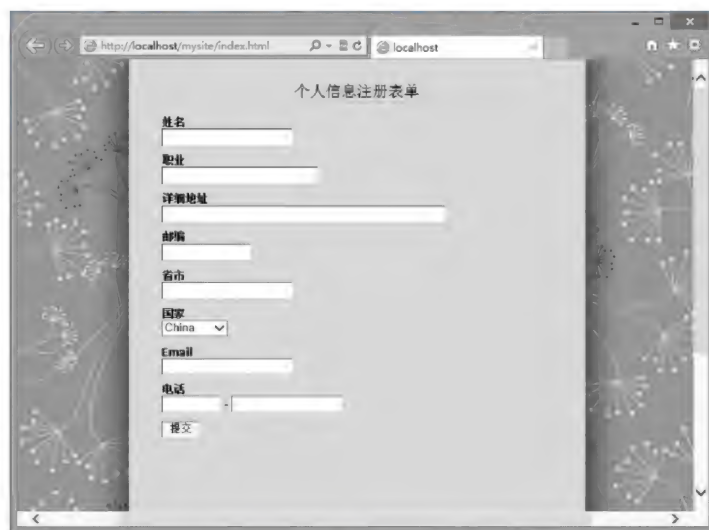 http://localhost/mysite/index.html
localhost
个人信息注册表单
姓名
职业
详细地址
邮编
省市
国家
China
Email
电话
-
提交